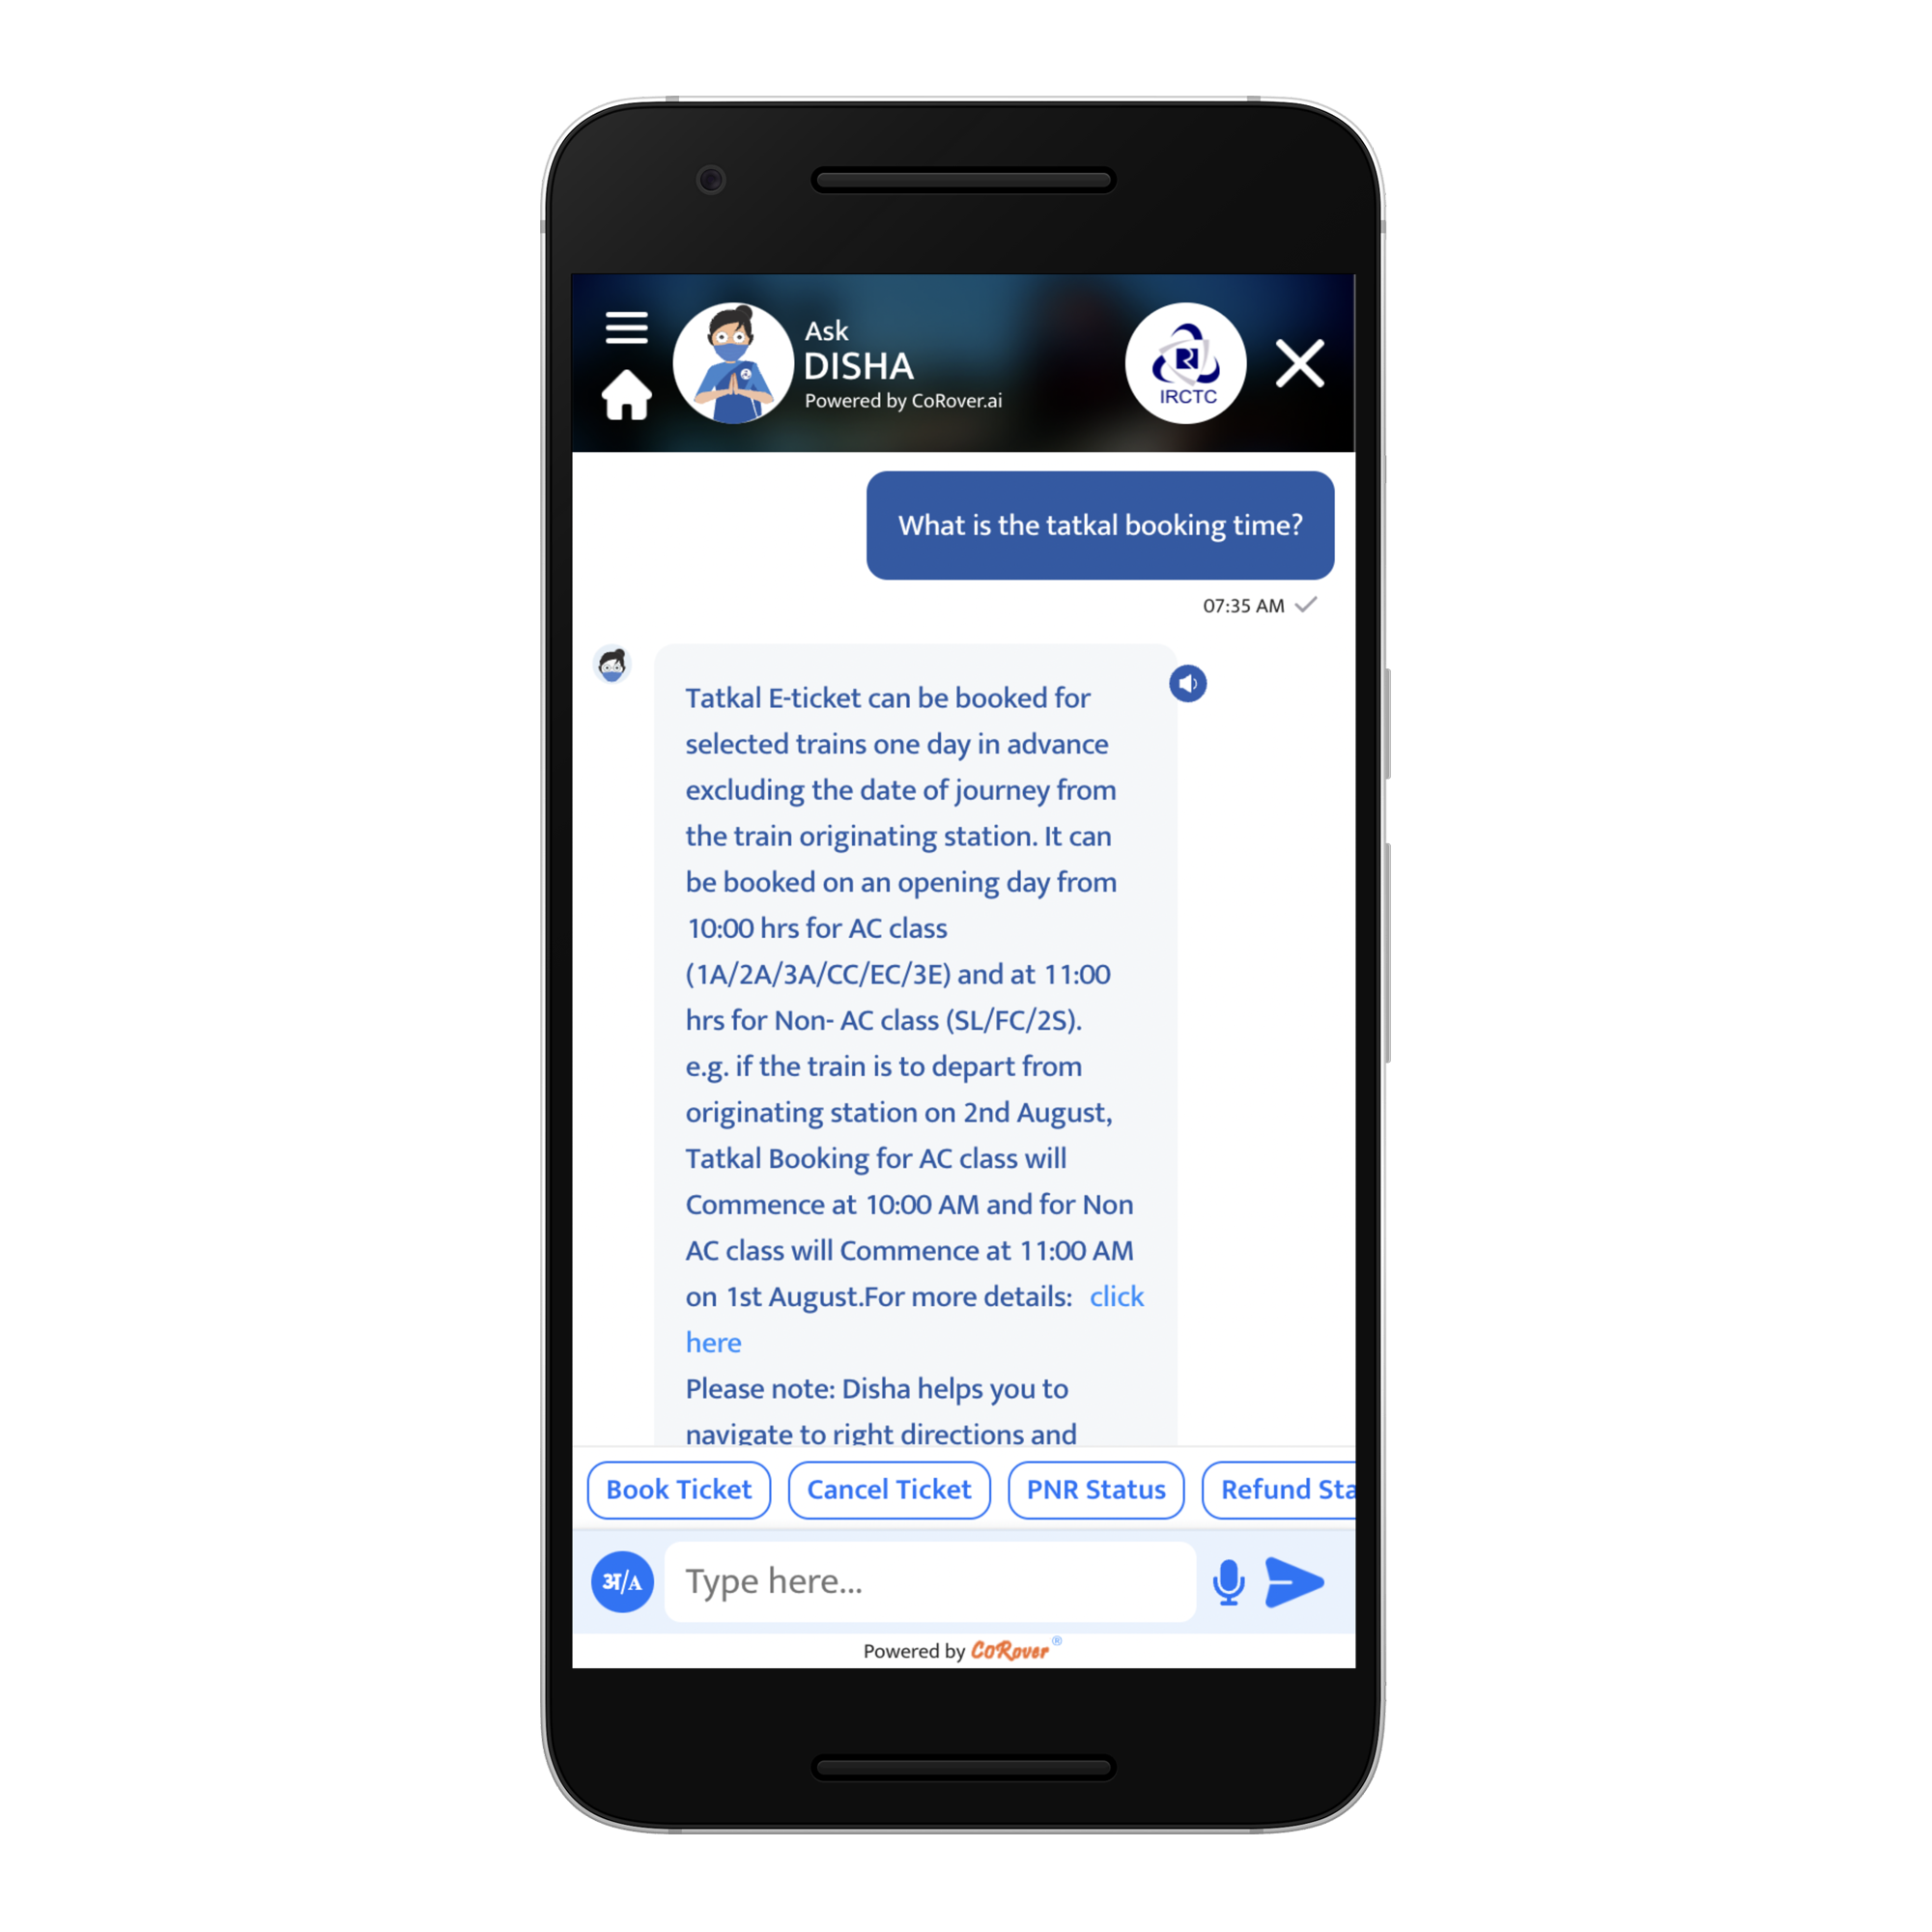 Ask
DISHA
Powered by CoRover.ai
IRCTC
What is the tatkal booking time?
07:35 AM
Tatkal E-ticket can be booked for
selected trains one day in advance
excluding the date of journey from
the train originating station. It can
be booked on an opening day from
10:00 hrs for AC class
(1A/2A/3A/CC/EC/3E) and at 11:00
hrs for Non- AC class (SL/FC/2S).
e.g. if the train is to depart from
originating station on 2nd August,
Tatkal Booking for AC class will
Commence at 10:00 AM and for Non
AC class will Commence at 11:00 AM
on 1st August.For more details: click
here
Please note: Disha helps you to
navigate to right directions and
Book Ticket
Cancel Ticket
PNR Status
Refund Sta
अ/A
Type here...
Powered by CoRover®